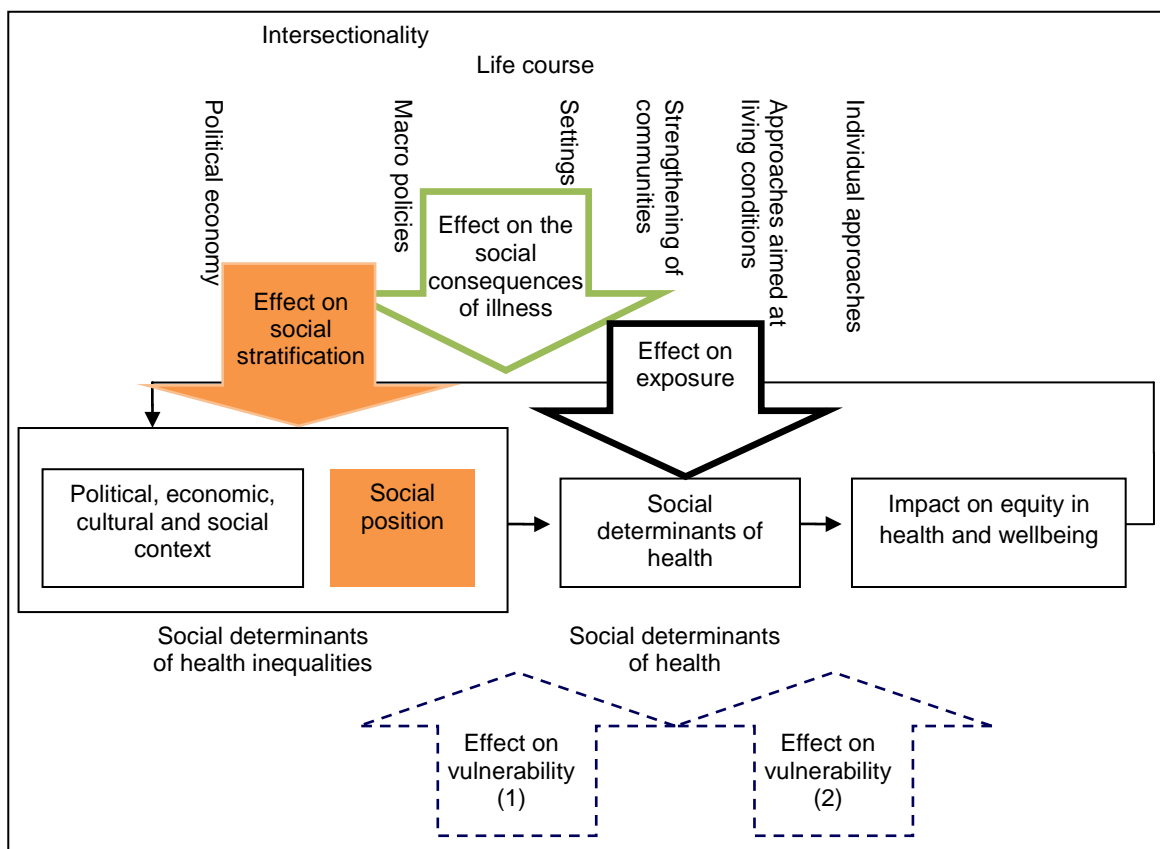 Intersectionality
Life course
Political economy
Macro policies
Settings
Strengthening of
communities
Approaches aimed at
living conditions
Individual approaches
Effect on the
social
consequences
of illness
Effect on
social
stratification
Effect on
exposure
Political, economic,
cultural and social
context
Social
position
Social
determinants of
health
Impact on equity in
health and wellbeing
Social determinants
of health inequalities
Social determinants
of health
Effect on
vulnerability
(1)
Effect on
vulnerability
(2)